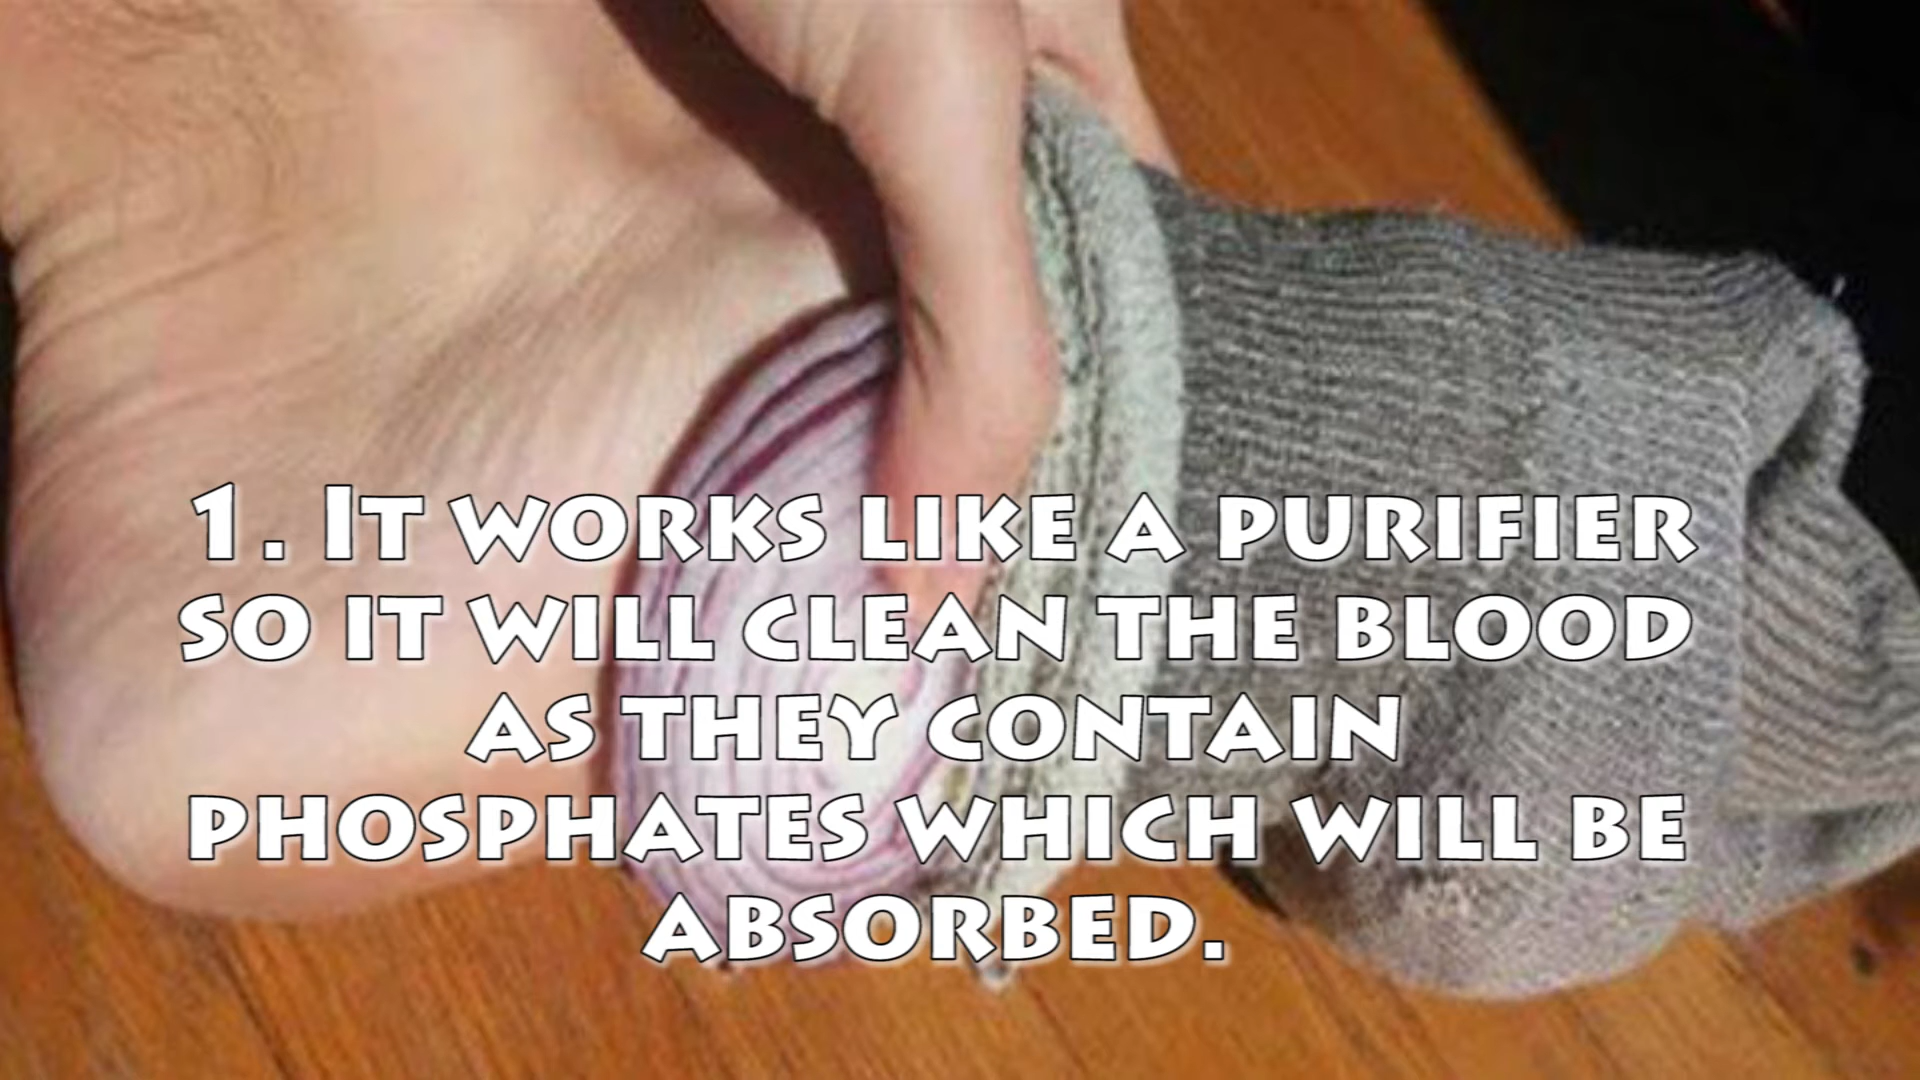 1. It works like a purifier
so it will clean the blood
as they contain
phosphates which will be
absorbed.